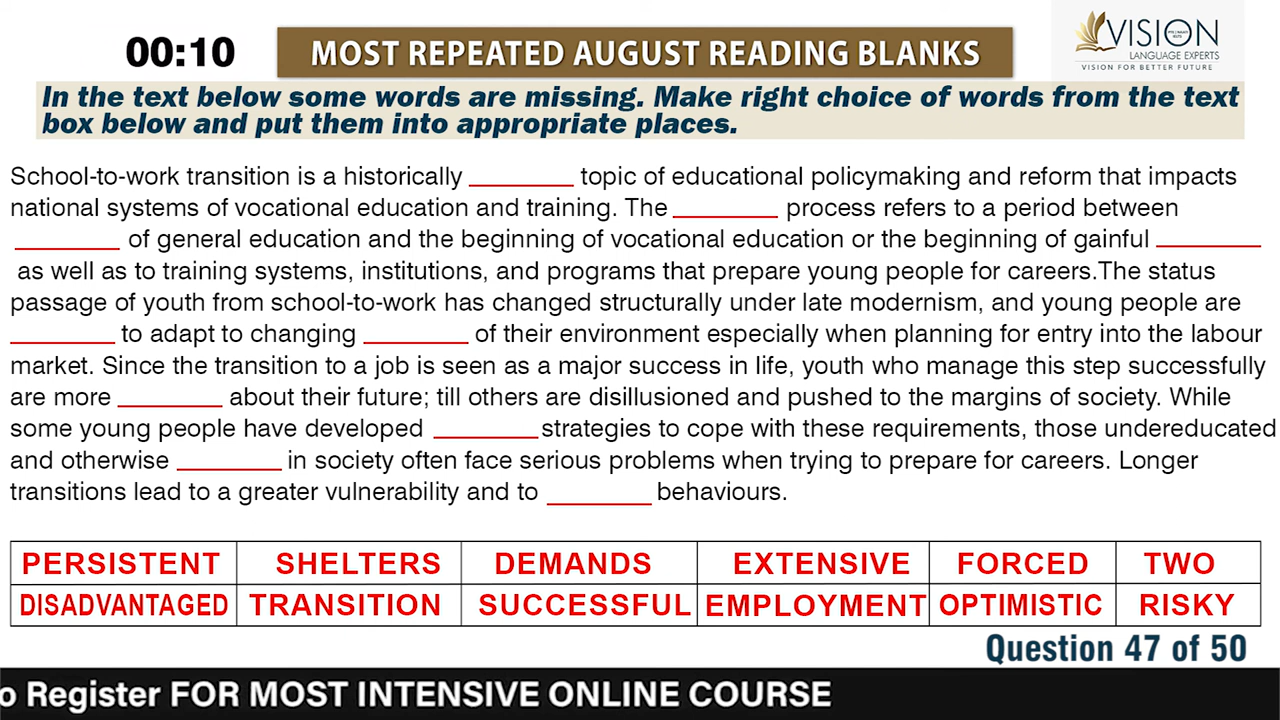 00:10
MOST REPEATED AUGUST READING BLANKS
VISION
LANGUAGE EXPERTS
VISION FOR BETTER FUTURE
In the text below some words are missing. Make right choice of words from the text
box below and put them into appropriate places.
School-to-work transition is a historically ________ topic of educational policymaking and reform that impacts
national systems of vocational education and training. The ________ process refers to a period between
________ of general education and the beginning of vocational education or the beginning of gainful ________
as well as to training systems, institutions, and programs that prepare young people for careers.The status
passage of youth from school-to-work has changed structurally under late modernism, and young people are
________ to adapt to changing ________ of their environment especially when planning for entry into the labour
market. Since the transition to a job is seen as a major success in life, youth who manage this step successfully
are more ________ about their future; till others are disillusioned and pushed to the margins of society. While
some young people have developed ________ strategies to cope with these requirements, those undereducated
and otherwise ________ in society often face serious problems when trying to prepare for careers. Longer
transitions lead to a greater vulnerability and to ________ behaviours.
PERSISTENT SHELTERS DEMANDS EXTENSIVE FORCED TWO
DISADVANTAGED TRANSITION SUCCESSFUL EMPLOYMENT OPTIMISTIC RISKY
Question 47 of 50
o Register FOR MOST INTENSIVE ONLINE COURSE